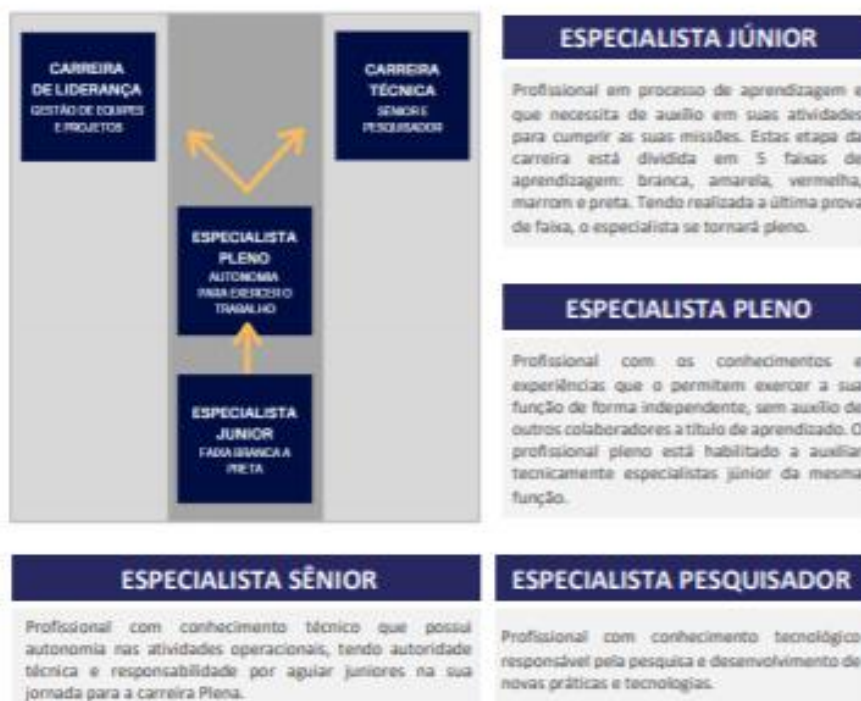 CARREIRA
DE LIDERANÇA
GESTÃO DE EQUIPES
E PROJETOS
CARREIRA
TÉCNICA
SÊNIOR E
PESQUISADOR
ESPECIALISTA
PLENO
AUTONOMIA
PARA EXERCER O
TRABALHO
ESPECIALISTA
JUNIOR
FAIXA BRANCA A
PRETA
ESPECIALISTA JÚNIOR
Profissional em processo de aprendizagem e
que necessita de auxílio em suas atividades
para cumprir as suas missões. Estas etapa da
carreira está dividida em 5 faixas de
aprendizagem: branca, amarela, vermelha,
marrom e preta. Tendo realizada a última prova
de faixa, o especialista se tornará pleno.
ESPECIALISTA PLENO
Profissional com os conhecimentos e
experiências que o permitem exercer a sua
função de forma independente, sem auxílio de
outros colaboradores a título de aprendizado. O
profissional pleno está habilitado a auxiliar
tecnicamente especialistas júnior da mesma
função.
ESPECIALISTA SÊNIOR
Profissional com conhecimento técnico que possui
autonomia nas atividades operacionais, tendo autoridade
técnica e responsabilidade por aguiar juniores na sua
jornada para a carreira Plena.
ESPECIALISTA PESQUISADOR
Profissional com conhecimento tecnológico
responsável pela pesquisa e desenvolvimento de
novas práticas e tecnologias.